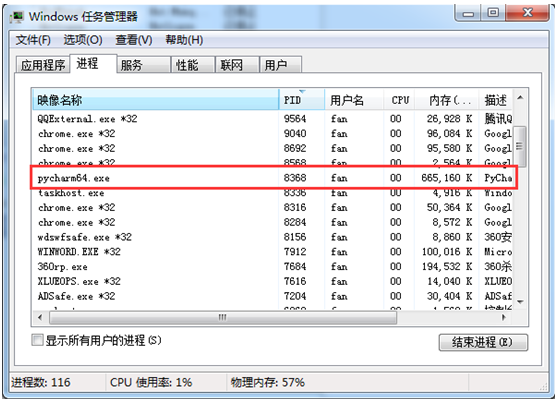 Windows 任务管理器
文件(F) 选项(O) 查看(V) 帮助(H)
应用程序 进程 服务 性能 联网 用户
映像名称 PID 用户名 CPU 内存(... 描述
QQExternal.exe *32 9564 fan 00 26,928 K 腾讯Q
chrome.exe *32 9040 fan 00 96,084 K Googl
chrome.exe *32 8692 fan 00 95,580 K Googl
chrome.exe *32 8568 fan 00 2,564 K Googl
pycharm64.exe 8368 fan 00 665,160 K PyCha
taskhost.exe 8336 fan 00 4,916 K Windo
chrome.exe *32 8316 fan 00 50,364 K Googl
chrome.exe *32 8284 fan 00 8,572 K Googl
wdswfsafe.exe *32 8156 fan 00 8,860 K 360安
WINWORD.EXE *32 7912 fan 00 100,016 K Micro
360rp.exe 7684 fan 00 194,532 K 360杀
XLUEOPS.exe *32 7616 fan 00 14,040 K XLUEO
ADSafe.exe *32 7204 fan 00 30,404 K ADSaf
显示所有用户的进程(S) 结束进程(E)
进程数: 116 CPU 使用率: 1% 物理内存: 57%